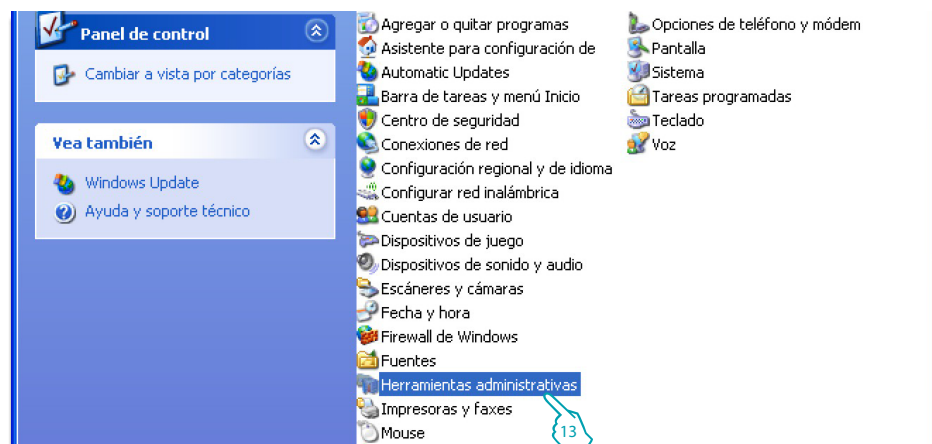 Panel de control
Cambiar a vista por categorías
Vea también
Windows Update
Ayuda y soporte técnico
Agregar o quitar programas
Asistente para configuración de
Automatic Updates
Barra de tareas y menú Inicio
Centro de seguridad
Conexiones de red
Configuración regional y de idioma
Configurar red inalámbrica
Cuentas de usuario
Dispositivos de juego
Dispositivos de sonido y audio
Escáneres y cámaras
Fecha y hora
Firewall de Windows
Fuentes
Herramientas administrativas
Impresoras y faxes
Mouse
13
Opciones de teléfono y módem
Pantalla
Sistema
Tareas programadas
Teclado
Voz